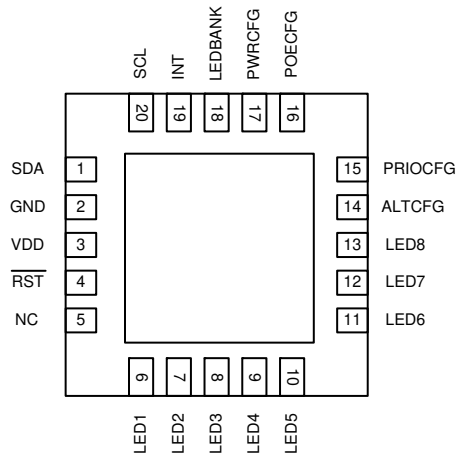 SCL
INT
LEDBANK
PWRCFG
POECFG
20
19
18
17
16
SDA 1
GND 2
VDD 3
RST 4
NC 5
15 PRIOCFG
14 ALTCFG
13 LED8
12 LED7
11 LED6
6
7
8
9
10
LED1
LED2
LED3
LED4
LED5